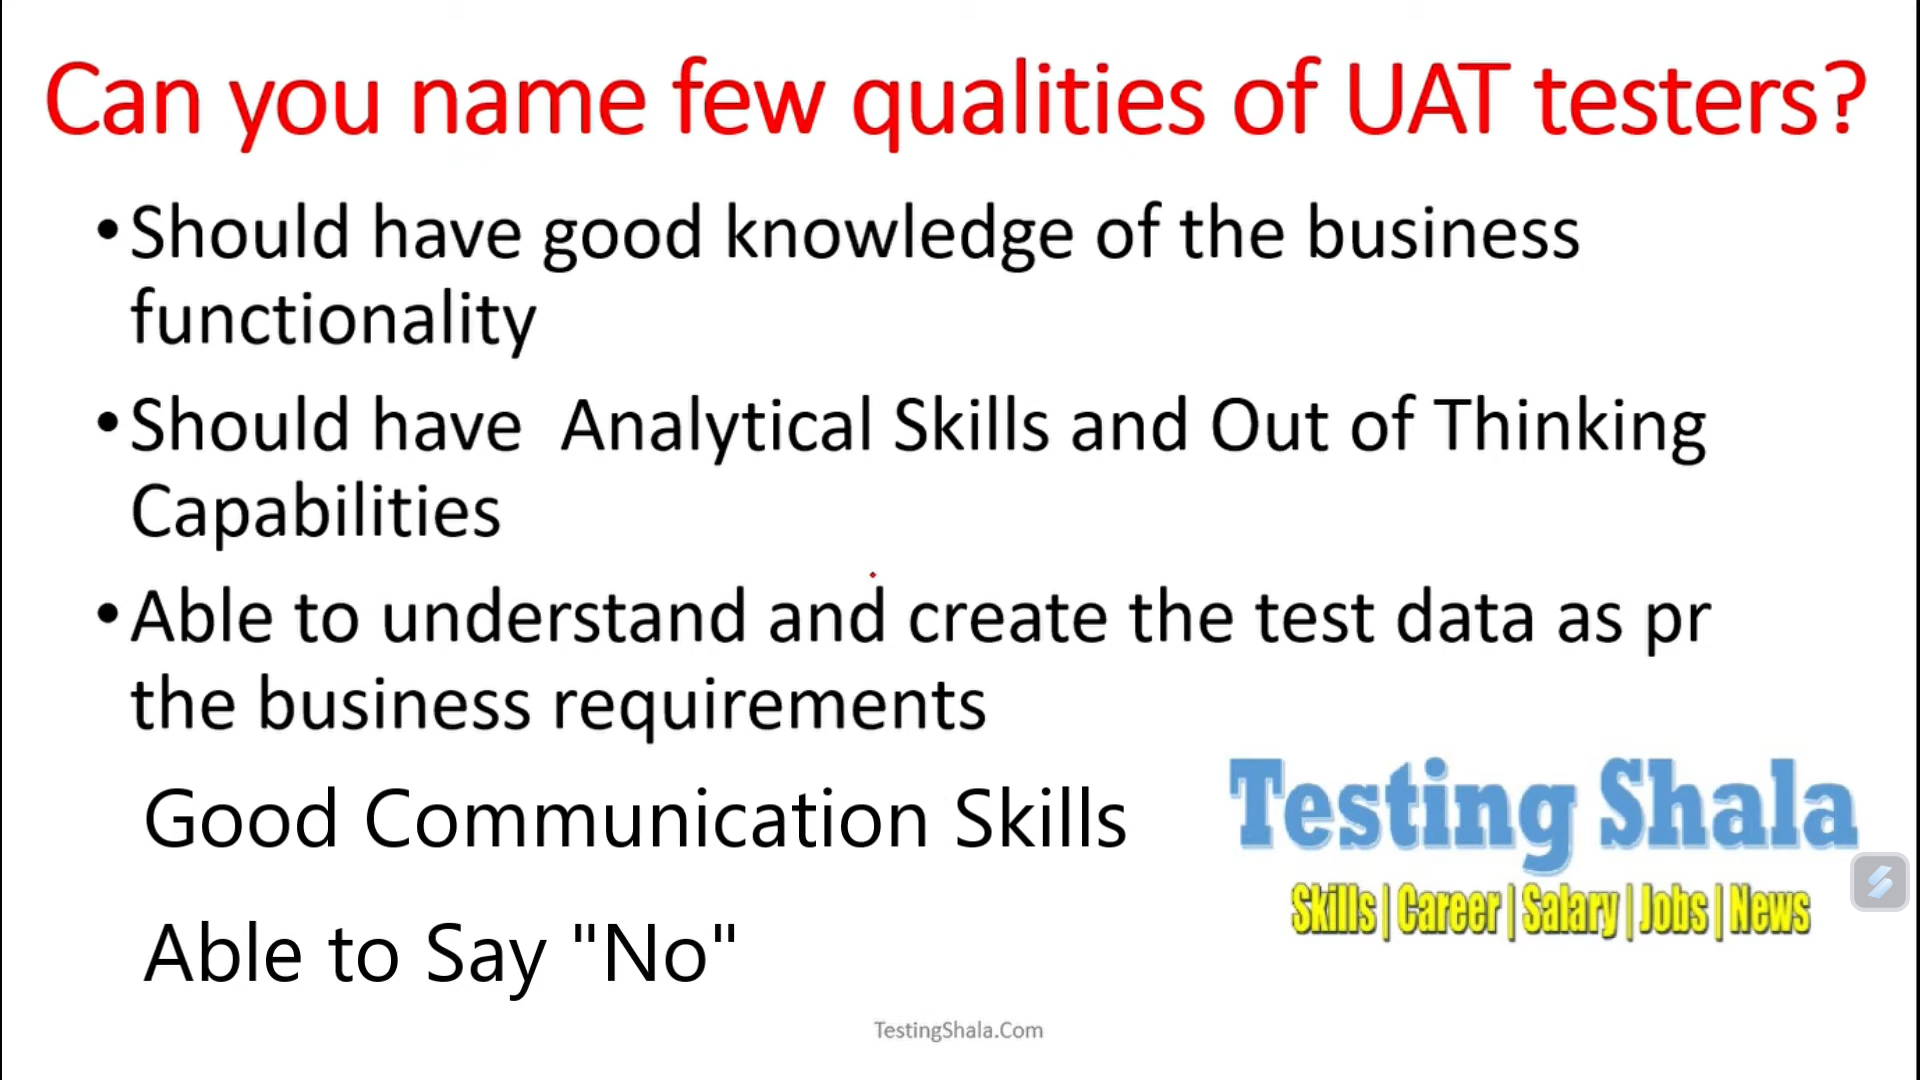 Can you name few qualities of UAT testers?
•Should have good knowledge of the business
functionality
•Should have  Analytical Skills and Out of Thinking
Capabilities
•Able to understand and create the test data as pr
the business requirements
Good Communication Skills
Able to Say "No"
Testing Shala
Skills | Career | Salary | Jobs | News
TestingShala.Com